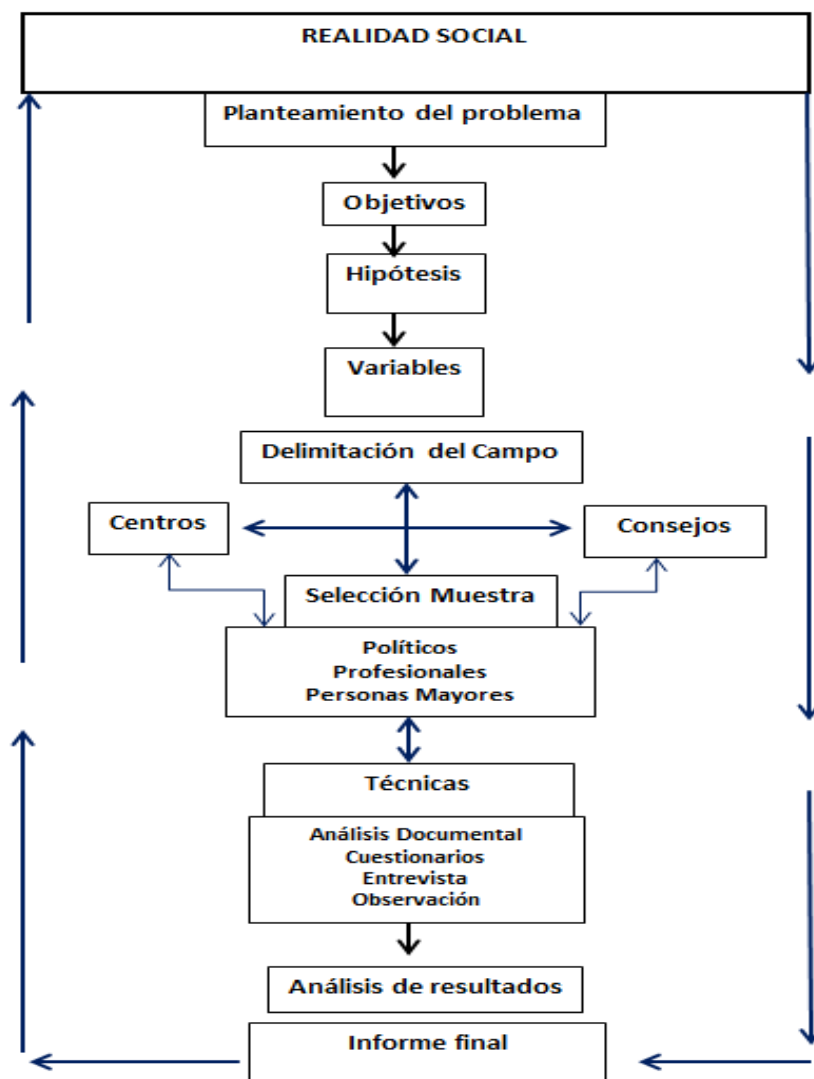 REALIDAD SOCIAL
Planteamiento del problema
Objetivos
Hipótesis
Variables
Delimitación del Campo
Centros
Consejos
Selección Muestra
Políticos
Profesionales
Personas Mayores
Técnicas
Análisis Documental
Cuestionarios
Entrevista
Observación
Análisis de resultados
Informe final